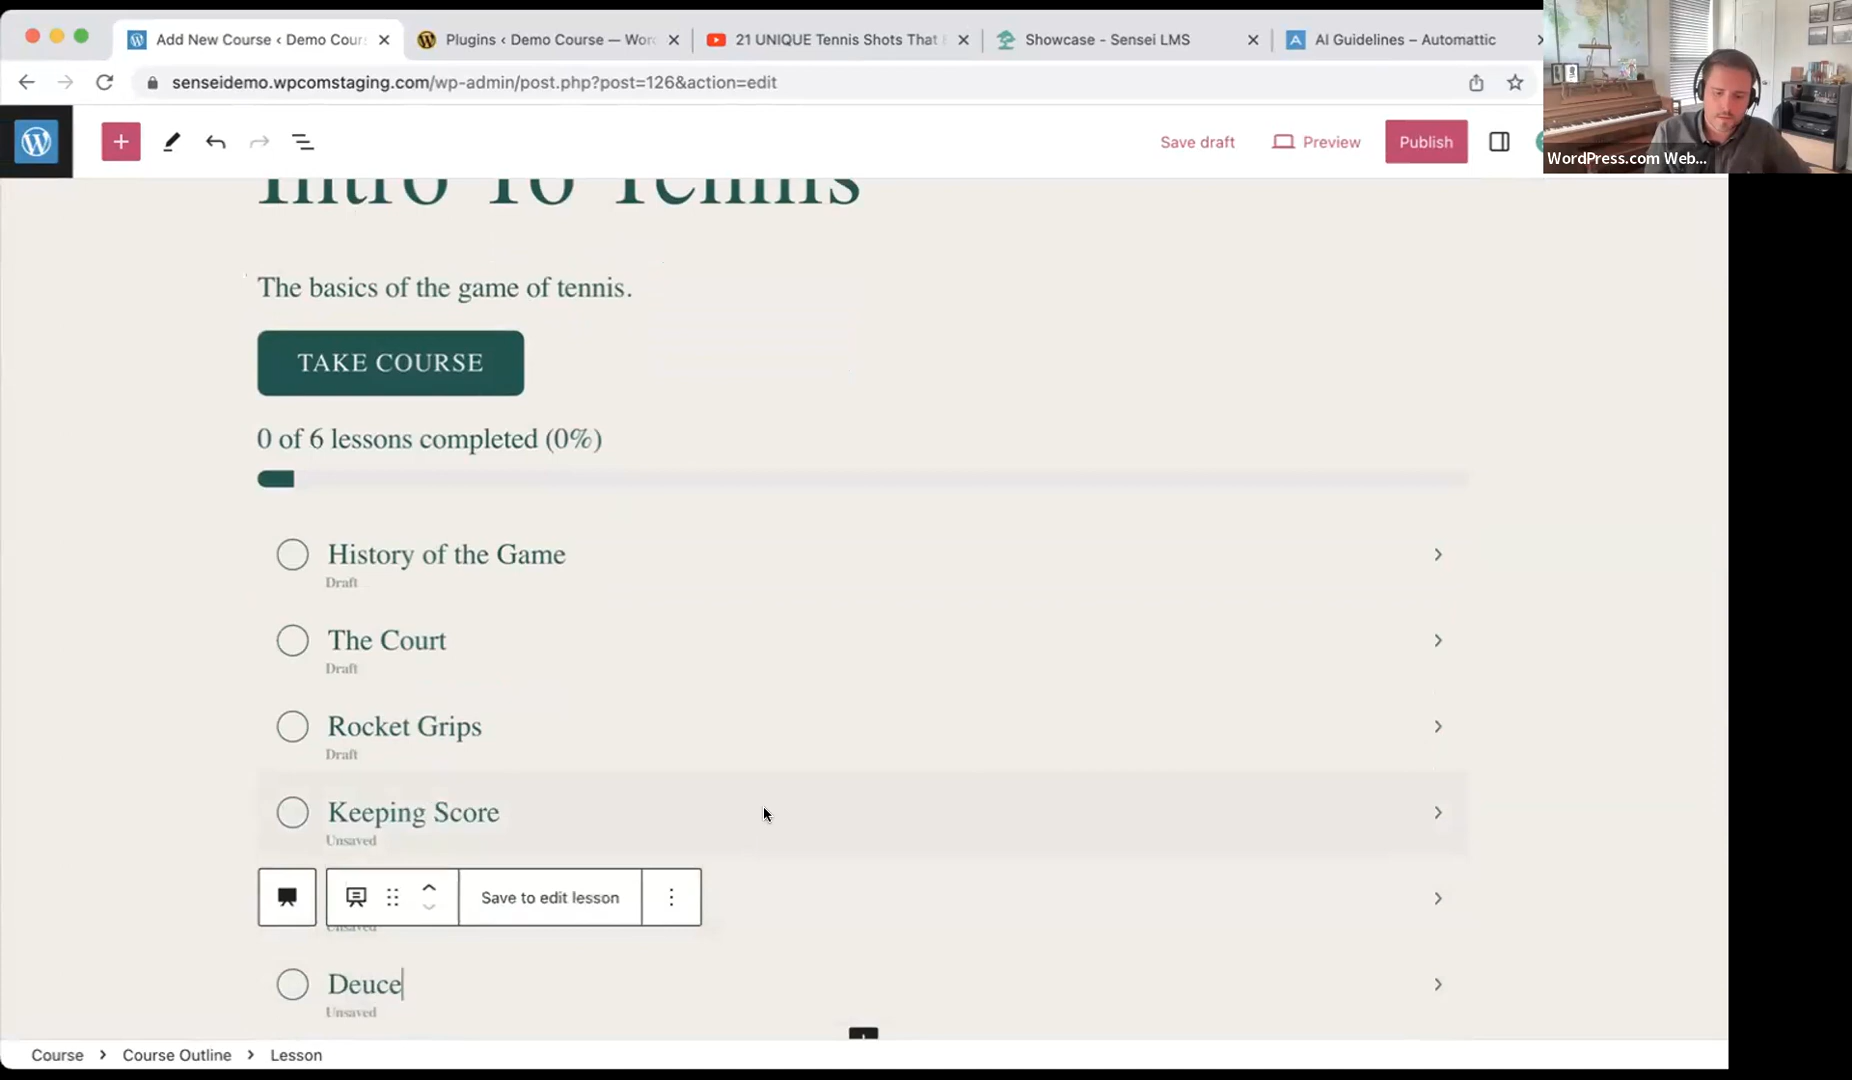 Add New Course ‹ Demo Cour
Plugins ‹ Demo Course — Wor
21 UNIQUE Tennis Shots That
Showcase - Sensei LMS
AI Guidelines – Automattic
senseidemo.wpcomstaging.com/wp-admin/post.php?post=126&action=edit
Save draft
Preview
Publish
WordPress.com Web...
Intro To Tennis
The basics of the game of tennis.
TAKE COURSE
0 of 6 lessons completed (0%)
History of the Game
Draft
The Court
Draft
Rocket Grips
Draft
Keeping Score
Unsaved
Save to edit lesson
Unsaved
Deuce
Unsaved
Course > Course Outline > Lesson